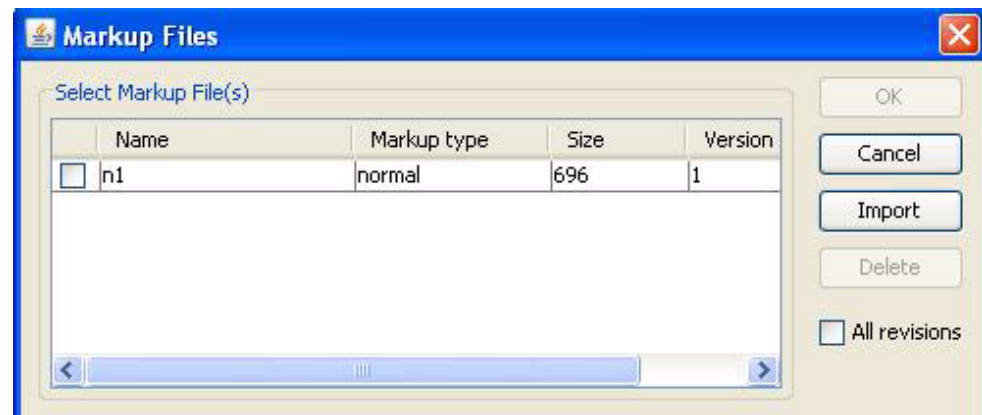 Markup Files
Select Markup File(s)
Name Markup type Size Version
n1 normal 696 1
OK
Cancel
Import
Delete
All revisions